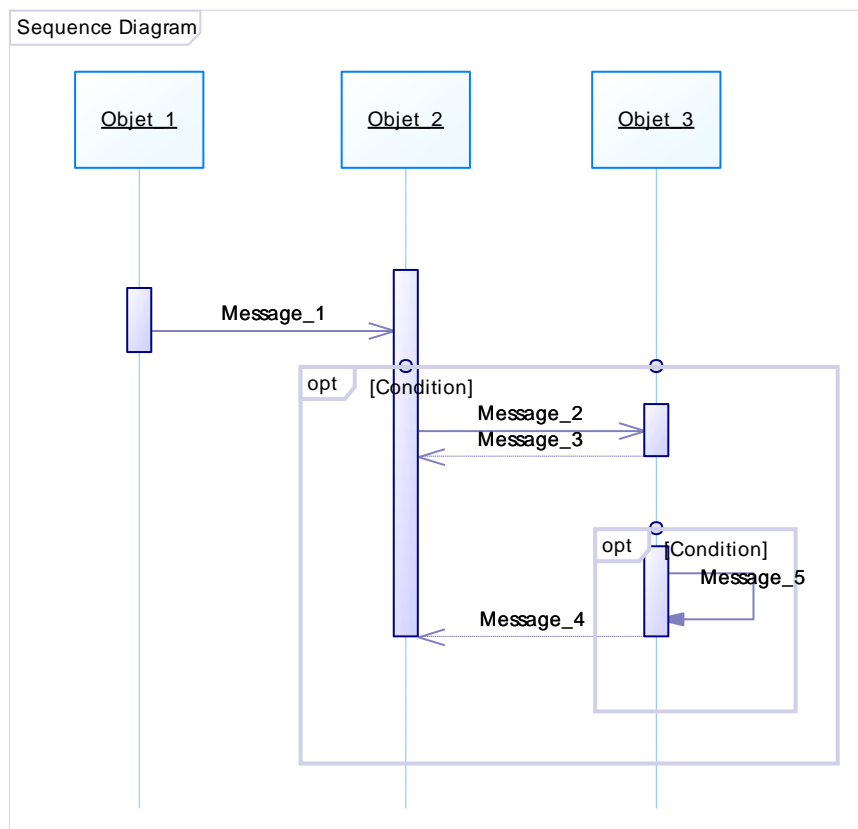 Sequence Diagram
Objet_1
Objet_2
Objet_3
Message_1
opt
[Condition]
Message_2
Message_3
opt
[Condition]
Message_5
Message_4